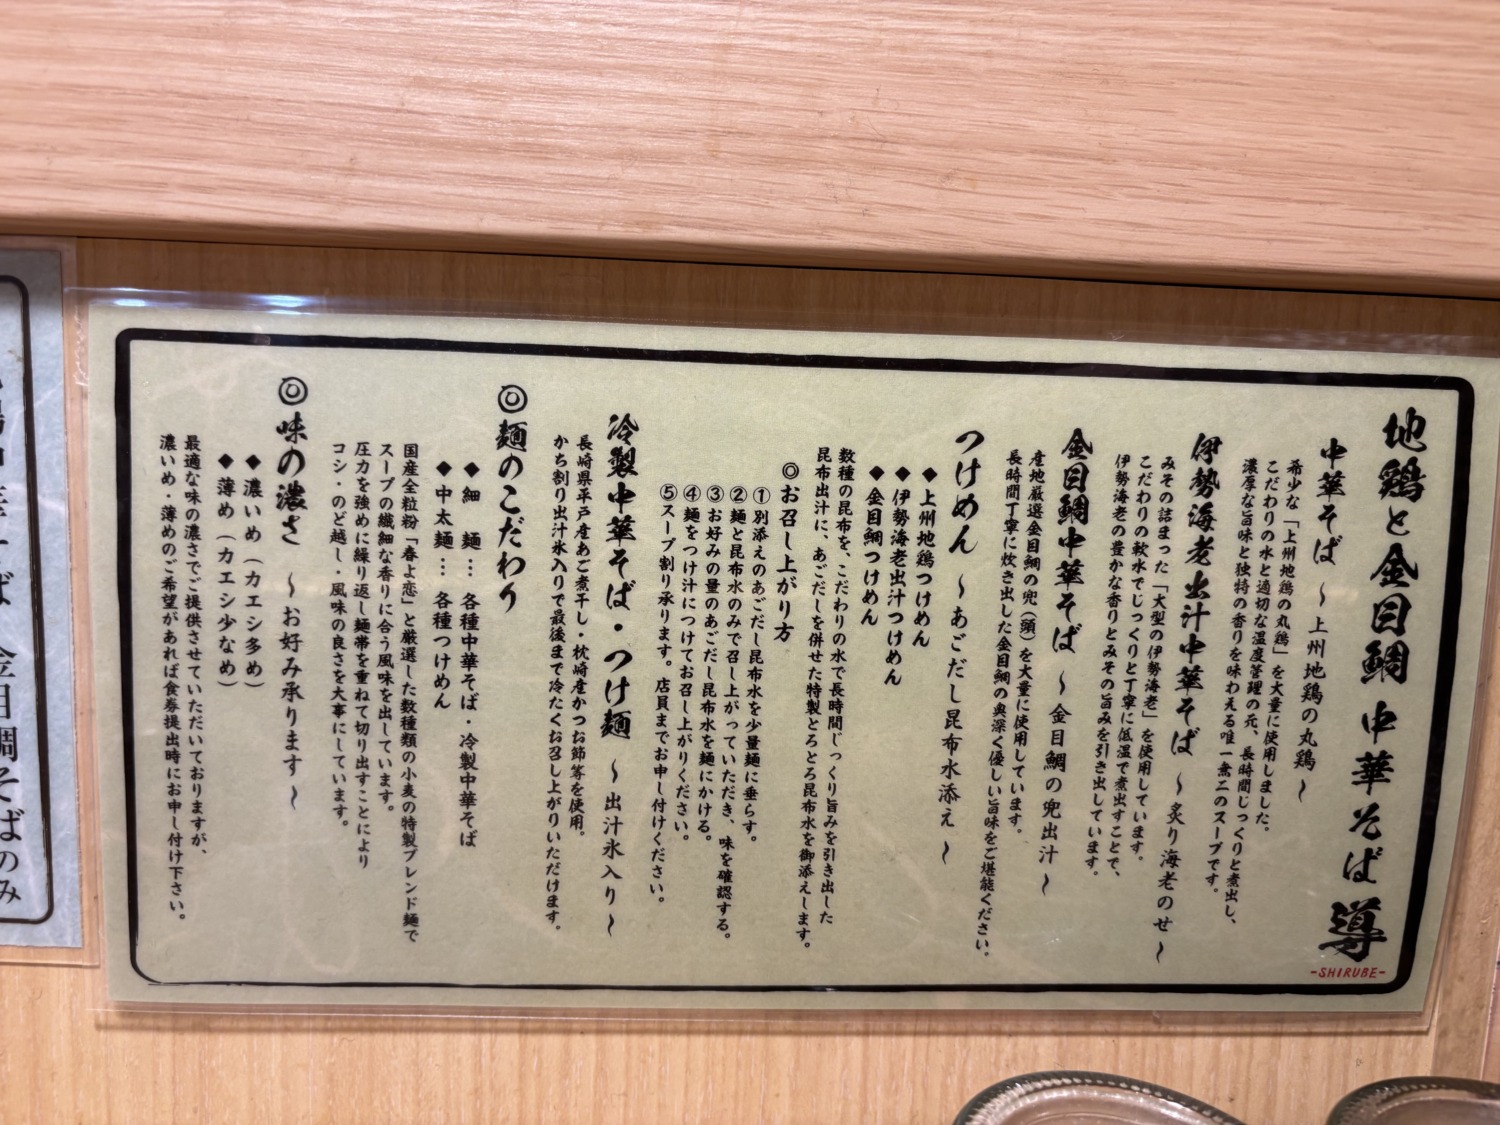 地鶏と金目鯛 中華そば 導
-SHIRUBE-
中華そば 〜上州地鶏の丸鶏〜
希少な「上州地鶏の丸鶏」を大量に使用しました。
こだわりの水と適切な温度管理の元、長時間じっくりと煮出し、
濃厚な旨味と独特の香りを味わえる唯一無二のスープです。
伊勢海老出汁中華そば 〜炙り海老のせ〜
みその詰まった「大型の伊勢海老」を使用しています。
こだわりの軟水でじっくりと丁寧に低温で煮出すことで、
伊勢海老の豊かな香りとみその旨みを引き出しています。
金目鯛中華そば 〜金目鯛の兜出汁〜
産地厳選金目鯛の兜(頭)を大量に使用しています。
長時間丁寧に炊き出した金目鯛の奥深く優しい旨味をご堪能ください。
つけめん 〜あごだし昆布水添え〜
◆上州地鶏つけめん
◆伊勢海老出汁つけめん
◆金目鯛つけめん
数種の昆布を、こだわりの水で長時間じっくり旨みを引き出した
昆布出汁に、あごだしを併せた特製とろとろ昆布水を御添えします。
◎お召し上がり方
①別添えのあごだし昆布水を少量麺に垂らす。
②麺と昆布水のみで召し上がっていただき、味を確認する。
③お好みの量のあごだし昆布水を麺にかける。
④麺をつけ汁につけてお召し上がりください。
⑤スープ割り承ります。店員までお申し付けください。
冷製中華そば・つけ麺 〜出汁氷入り〜
長崎県平戸産あご煮干し・枕崎産かつお節等を使用。
かち割り出汁氷入りで最後まで冷たくお召し上がりいただけます。
◎麺のこだわり
◆細 麺… 各種中華そば・冷製中華そば
◆中太麺… 各種つけめん
国産全粒粉「春よ恋」と厳選した数種類の小麦の特製ブレンド麺で
スープの繊細な香りに合う風味を出しています。
圧力を強めに繰り返し麺帯を重ねて切り出すことにより
コシ・のど越し・風味の良さを大事にしています。
◎味の濃さ 〜お好み承ります〜
◆濃いめ(カエシ多め)
◆薄め(カエシ少なめ)
最適な味の濃さでご提供させていただいておりますが、
濃いめ・薄めのご希望があれば食券提出時にお申し付け下さい。
金目鯛そばのみ